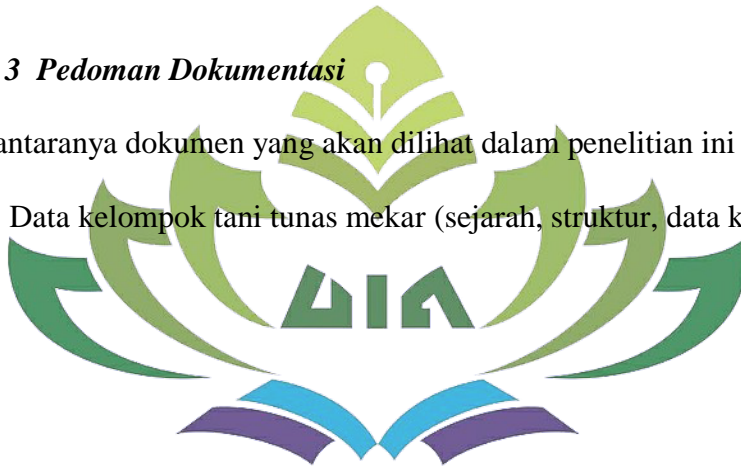 3 Pedoman Dokumentasi
antaranya dokumen yang akan dilihat dalam penelitian ini
Data kelompok tani tunas mekar (sejarah, struktur, data k
UIN